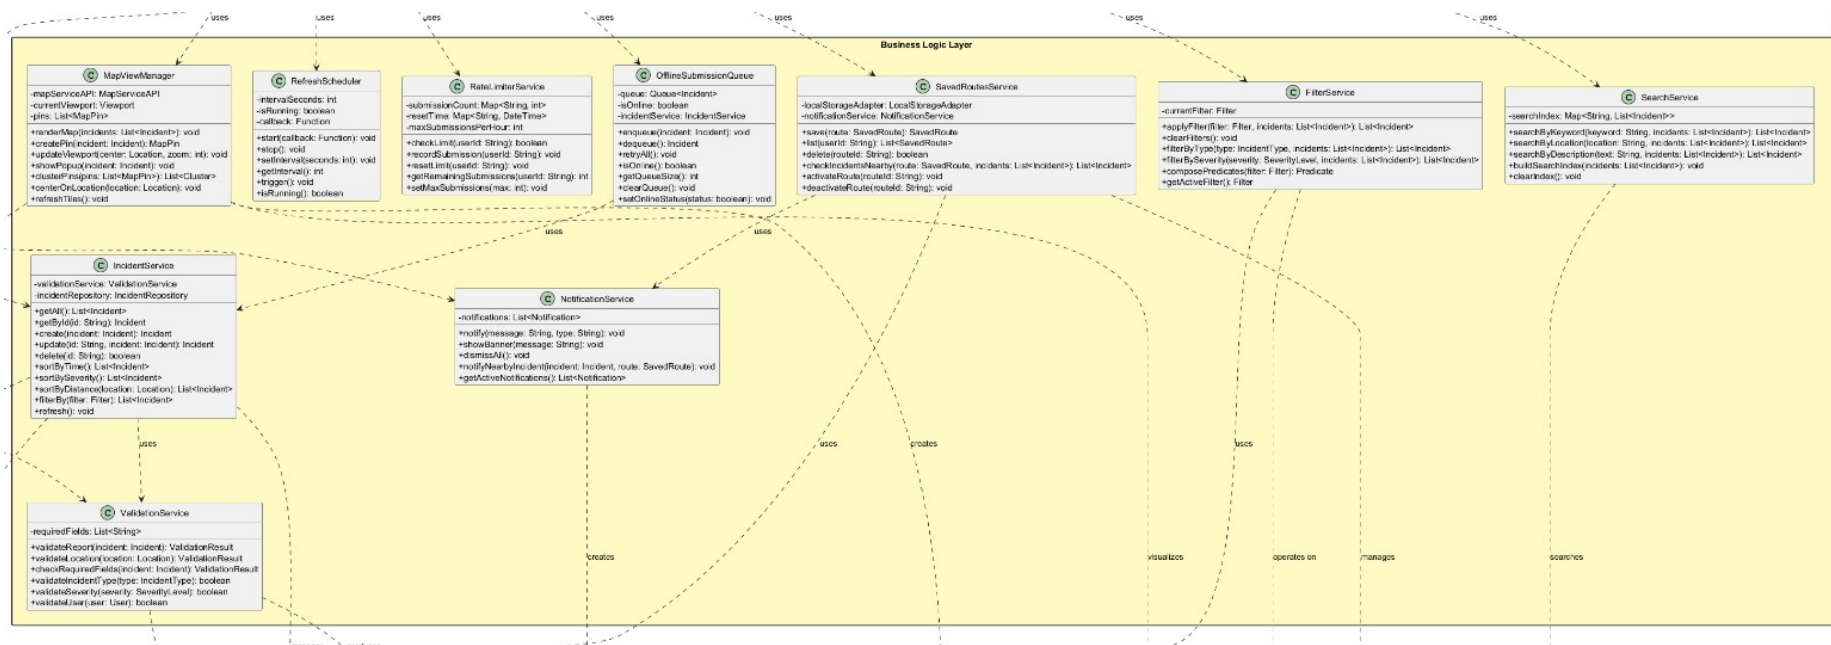 uses
uses
uses
uses
uses
uses
uses
Business Logic Layer
C MapViewManager
-mapServiceAPI: MapServiceAPI
-currentViewport: Viewport
-pins: List<MapPin>
+renderMap(incidents: List<Incident>): void
+createPin(incident: Incident): MapPin
+updateViewport(center: Location, zoom: int): void
+showPopup(incident: Incident): void
+clusterPins(pins: List<MapPin>): List<Cluster>
+centerOnLocation(location: Location): void
+refreshTiles(): void
C RefreshScheduler
-intervalSeconds: int
-isRunning: boolean
-callback: Function
+start(callback: Function): void
+stop(): void
+setInterval(seconds: int): void
+getInterval(): int
+trigger(): void
+isRunning(): boolean
C RateLimiterService
-submissionCount: Map<String, int>
-resetTime: Map<String, DateTime>
-maxSubmissionsPerHour: int
+checkLimit(userId: String): boolean
+recordSubmission(userId: String): void
+resetLimit(userId: String): void
+getRemainingSubmissions(userId: String): int
+setMaxSubmissions(max: int): void
C OfflineSubmissionQueue
-queue: Queue<Incident>
-isOnline: boolean
-incidentService: IncidentService
+enqueue(incident: Incident): void
+dequeue(): Incident
+retryAll(): void
+isOnline(): boolean
+getQueueSize(): int
+clearQueue(): void
+setOnlineStatus(status: boolean): void
C SavedRoutesService
-localStorageAdapter: LocalStorageAdapter
-notificationService: NotificationService
+save(route: SavedRoute): SavedRoute
+list(userId: String): List<SavedRoute>
+delete(routeId: String): boolean
+checkIncidentsNearby(route: SavedRoute, incidents: List<Incident>): List<Incident>
+activateRoute(routeId: String): void
+deactivateRoute(routeId: String): void
C FilterService
-currentFilter: Filter
+applyFilter(filter: Filter, incidents: List<Incident>): List<Incident>
+clearFilters(): void
+filterByType(type: IncidentType, incidents: List<Incident>): List<Incident>
+filterBySeverity(severity: SeverityLevel, incidents: List<Incident>): List<Incident>
+composePredicates(filter: Filter): Predicate
+getActiveFilter(): Filter
C SearchService
-searchIndex: Map<String, List<Incident>>
+searchByKeyword(keyword: String, incidents: List<Incident>): List<Incident>
+searchByLocation(location: String, incidents: List<Incident>): List<Incident>
+searchByDescription(text: String, incidents: List<Incident>): List<Incident>
+buildSearchIndex(incidents: List<Incident>): void
+clearIndex(): void
uses
uses
C IncidentService
-validationService: ValidationService
-incidentRepository: IncidentRepository
+getAll(): List<Incident>
+getById(id: String): Incident
+create(incident: Incident): Incident
+update(id: String, incident: Incident): Incident
+delete(id: String): boolean
+sortByTime(): List<Incident>
+sortBySeverity(): List<Incident>
+sortByDistance(location: Location): List<Incident>
+filterBy(filter: Filter): List<Incident>
+refresh(): void
C NotificationService
-notifications: List<Notification>
+notify(message: String, type: String): void
+showBanner(message: String): void
+dismissAll(): void
+notifyNearbyIncident(incident: Incident, route: SavedRoute): void
+getActiveNotifications(): List<Notification>
uses
uses
creates
uses
C ValidationService
-requiredFields: List<String>
+validateReport(incident: Incident): ValidationResult
+validateLocation(location: Location): ValidationResult
+checkRequiredFields(incident: Incident): ValidationResult
+validateIncidentType(type: IncidentType): boolean
+validateSeverity(severity: SeverityLevel): boolean
+validateUser(user: User): boolean
creates
visualizes
operates on
manages
searches